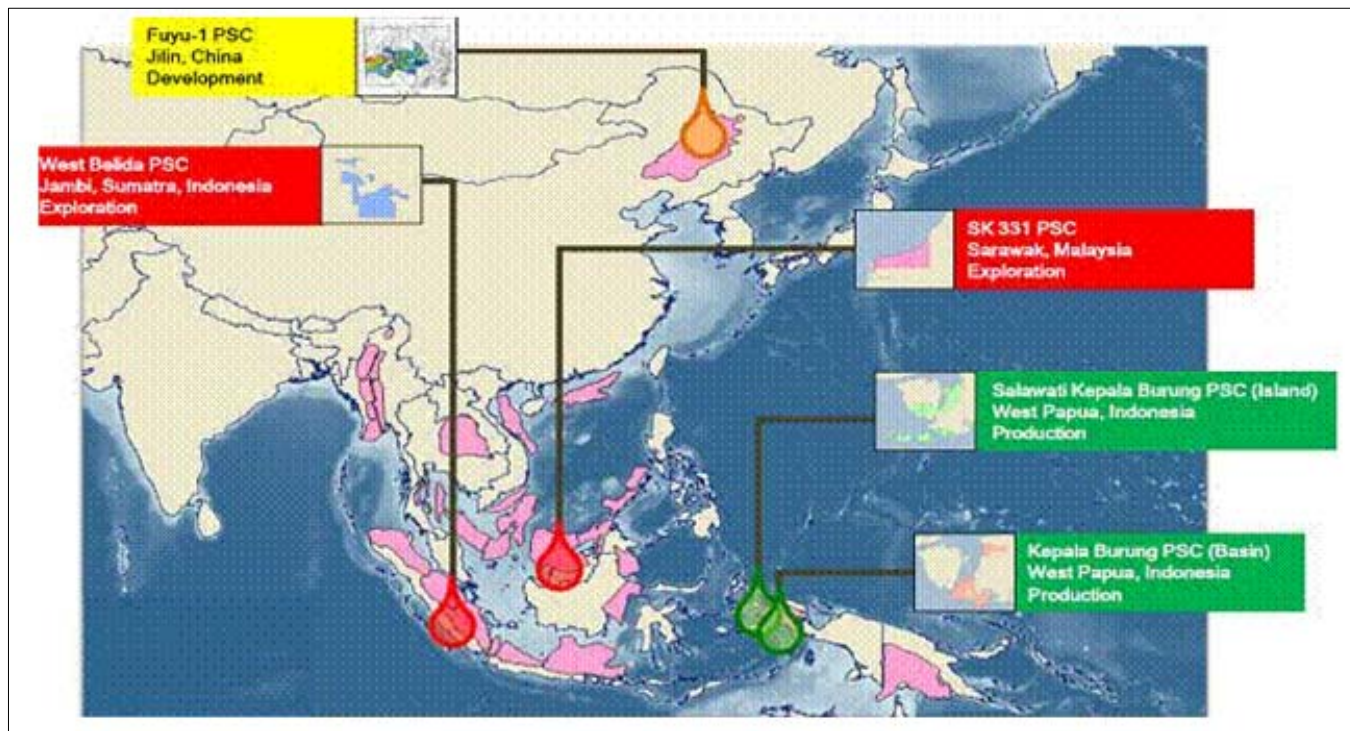 Fuyu-1 PSC
Jilin, China
Development
West Belida PSC
Jambi, Sumatra, Indonesia
Exploration
SK 331 PSC
Sarawak, Malaysia
Exploration
Salawati Kepala Burung PSC (Island)
West Papua, Indonesia
Production
Kepala Burung PSC (Basin)
West Papua, Indonesia
Production